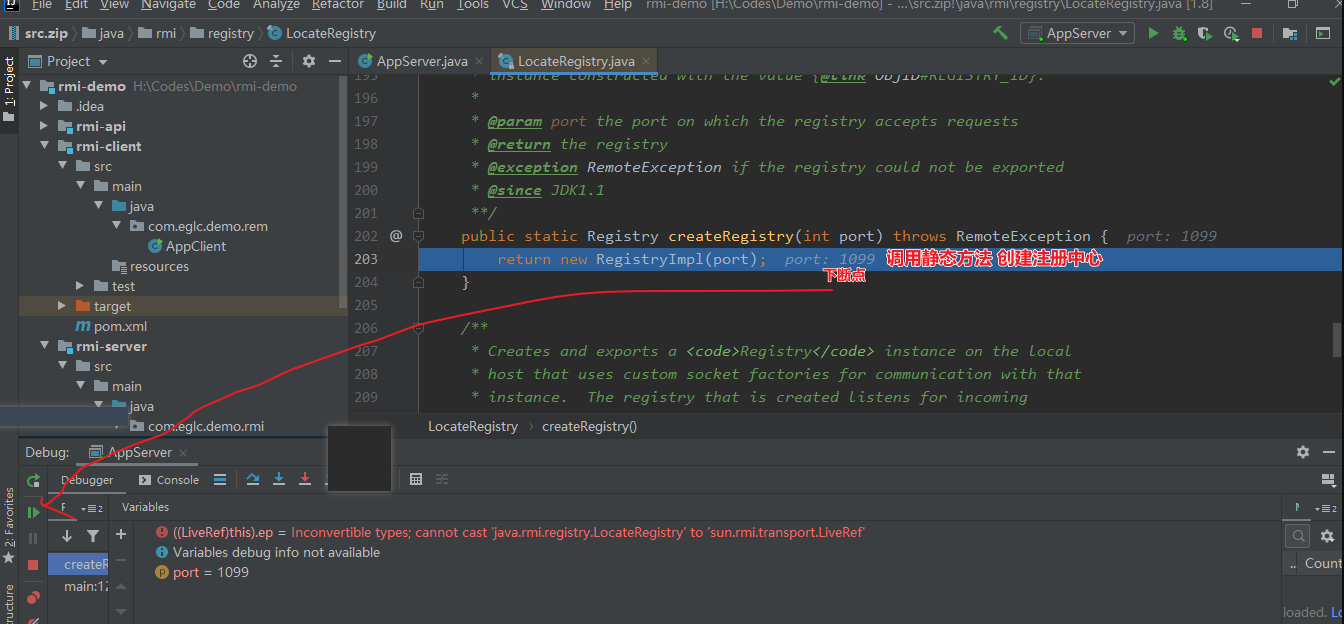 File Edit View Navigate Code Analyze Refactor Build Run Tools VCS Window Help rmi-demo [H:\Codes\Demo\rmi-demo] - ...\src.zip!\java\rmi\registry\LocateRegistry.java [1.8]
src.zip java rmi registry LocateRegistry AppServer
1: Project
Project
AppServer.java LocateRegistry.java
rmi-demo H:\Codes\Demo\rmi-demo
.idea
rmi-api
rmi-client
src
main
java
com.eglc.demo.rem
AppClient
resources
test
target
pom.xml
rmi-server
src
main
java
com.eglc.demo.rmi
195 * instance constructed with the value {@link ObjID#REGISTRY_ID}.
196 *
197 * @param port the port on which the registry accepts requests
198 * @return the registry
199 * @exception RemoteException if the registry could not be exported
200 * @since JDK1.1
201 **/
202 @ public static Registry createRegistry(int port) throws RemoteException { port: 1099
203 return new RegistryImpl(port); port: 1099 调用静态方法 创建注册中心
下断点
204 }
205
206 /**
207 * Creates and exports a <code>Registry</code> instance on the local
208 * host that uses custom socket factories for communication with that
209 * instance. The registry that is created listens for incoming
LocateRegistry › createRegistry()
Debug: AppServer
Debugger Console
F 2 Variables
((LiveRef)this).ep = Inconvertible types; cannot cast 'java.rmi.registry.LocateRegistry' to 'sun.rmi.transport.LiveRef'
Variables debug info not available
port = 1099
createR
main:12
2: Favorites
ructure
2
.. Count
loaded. Lo